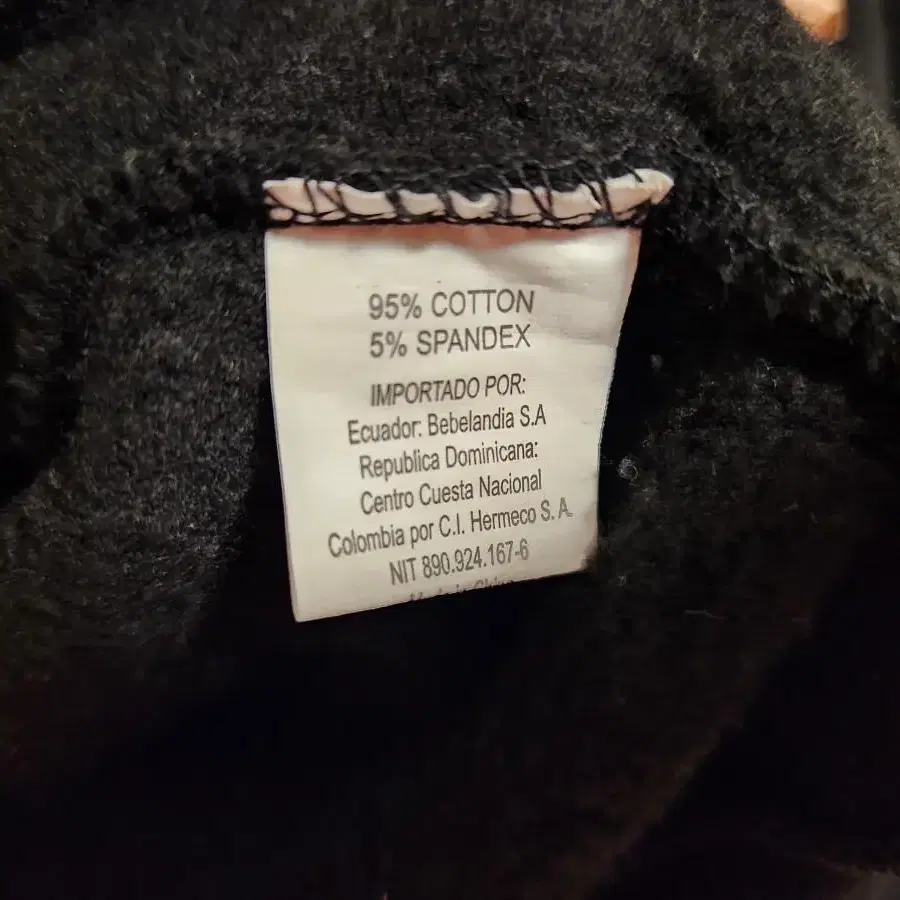 95% COTTON
5% SPANDEX
IMPORTADO POR:
Ecuador: Bebelandia S.A
Republica Dominicana:
Centro Cuesta Nacional
Colombia por C.I. Hermeco S.A.
NIT 890.924.167-6